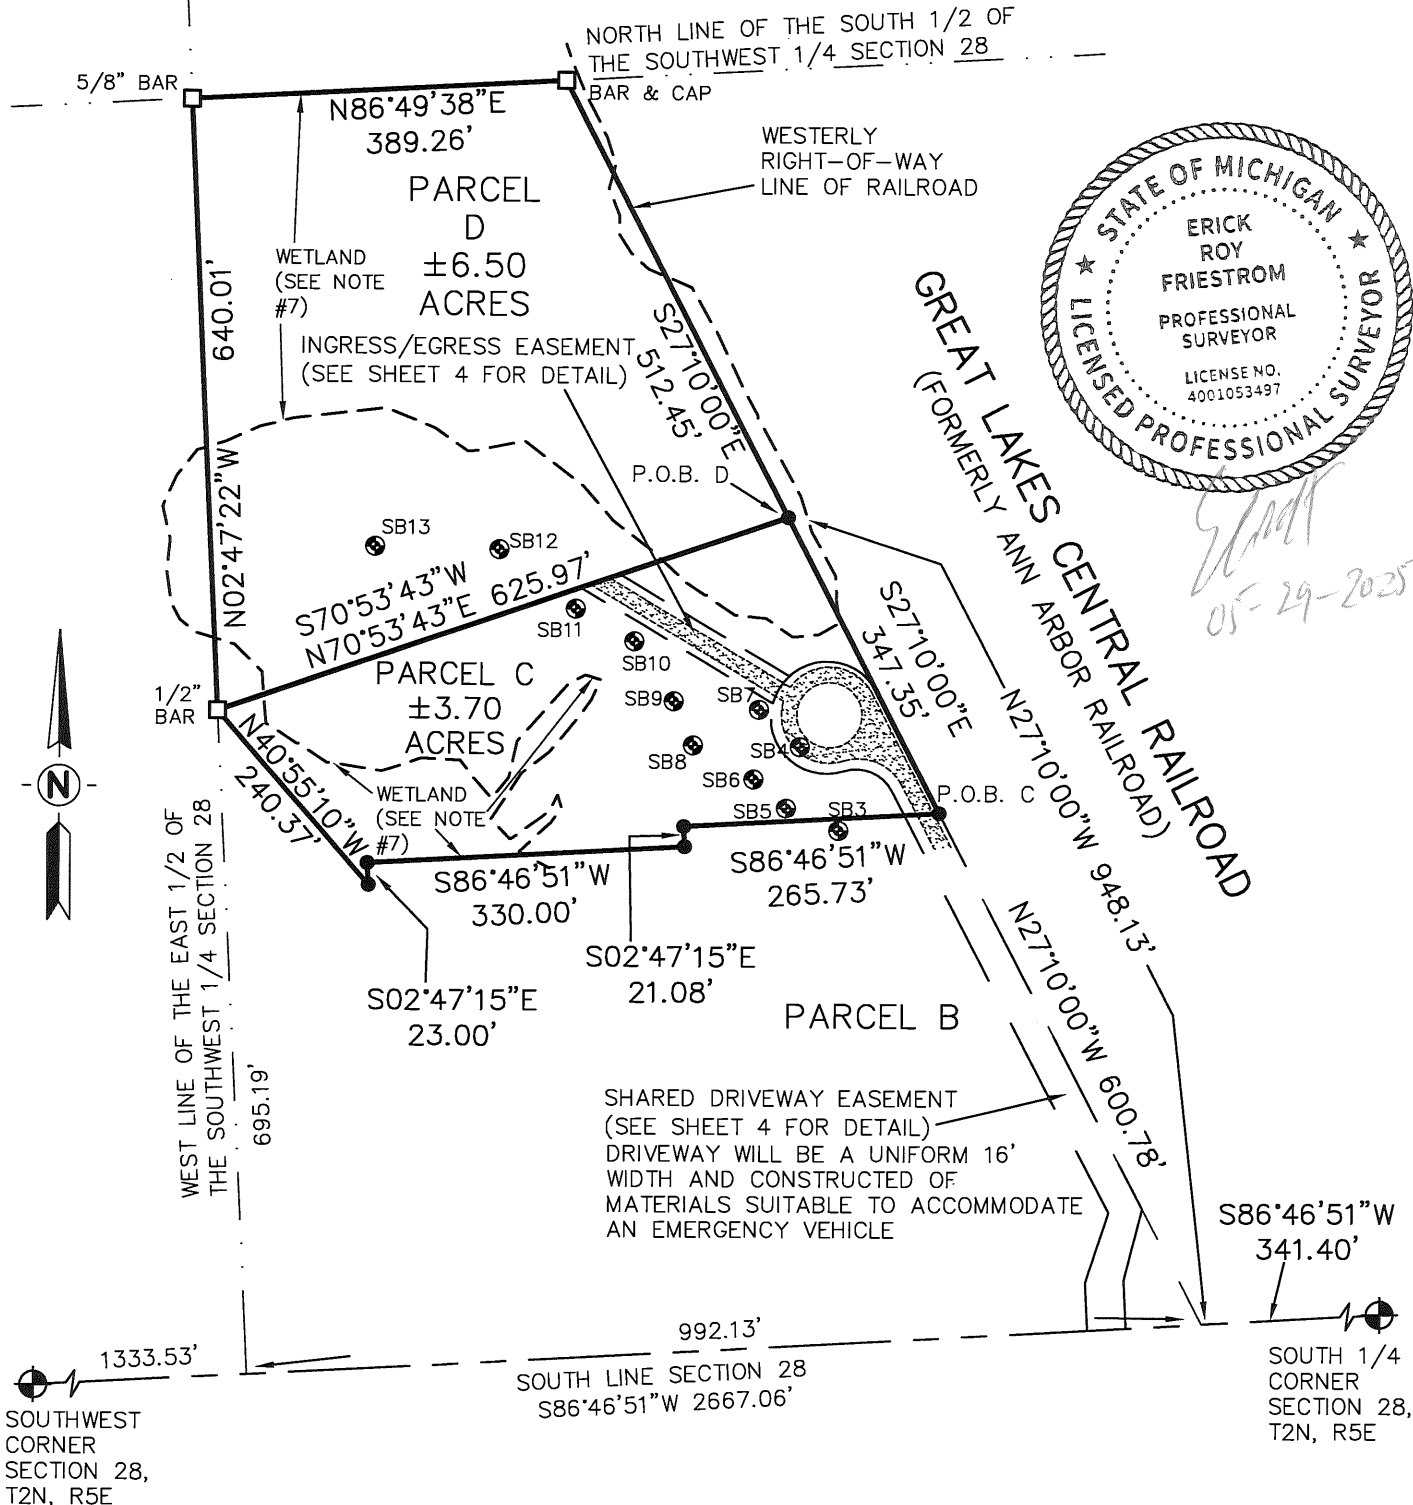 NORTH LINE OF THE SOUTH 1/2 OF
THE SOUTHWEST 1/4 SECTION 28
5/8" BAR
BAR & CAP
N86°49'38"E
389.26'
WESTERLY
RIGHT-OF-WAY
LINE OF RAILROAD
PARCEL
D
±6.50
ACRES
WETLAND
(SEE NOTE
#7)
INGRESS/EGRESS EASEMENT
(SEE SHEET 4 FOR DETAIL)
640.01'
N02°47'22"W
S27°10'00"E
512.45'
P.O.B. D
STATE OF MICHIGAN
ERICK
ROY
FRIESTROM
PROFESSIONAL
SURVEYOR
LICENSE NO.
4001053497
LICENSED PROFESSIONAL SURVEYOR
05-29-2025
GREAT LAKES CENTRAL RAILROAD
(FORMERLY ANN ARBOR RAILROAD)
SB13
SB12
S70°53'43"W
N70°53'43"E 625.97'
SB11
SB10
SB9
SB7
SB8
SB4
SB6
SB5
SB3
S27°10'00"E
347.35'
P.O.B. C
1/2"
BAR
PARCEL C
±3.70
ACRES
N40°55'10"W
240.37'
WETLAND
(SEE NOTE
#7)
N
S86°46'51"W
330.00'
S86°46'51"W
265.73'
S02°47'15"E
21.08'
S02°47'15"E
23.00'
N27°10'00"W 948.13'
N27°10'00"W 600.78'
PARCEL B
WEST LINE OF THE EAST 1/2 OF
THE SOUTHWEST 1/4 SECTION 28
695.19'
SHARED DRIVEWAY EASEMENT
(SEE SHEET 4 FOR DETAIL)
DRIVEWAY WILL BE A UNIFORM 16'
WIDTH AND CONSTRUCTED OF
MATERIALS SUITABLE TO ACCOMMODATE
AN EMERGENCY VEHICLE
S86°46'51"W
341.40'
1333.53'
992.13'
SOUTH LINE SECTION 28
S86°46'51"W 2667.06'
SOUTHWEST
CORNER
SECTION 28,
T2N, R5E
SOUTH 1/4
CORNER
SECTION 28,
T2N, R5E